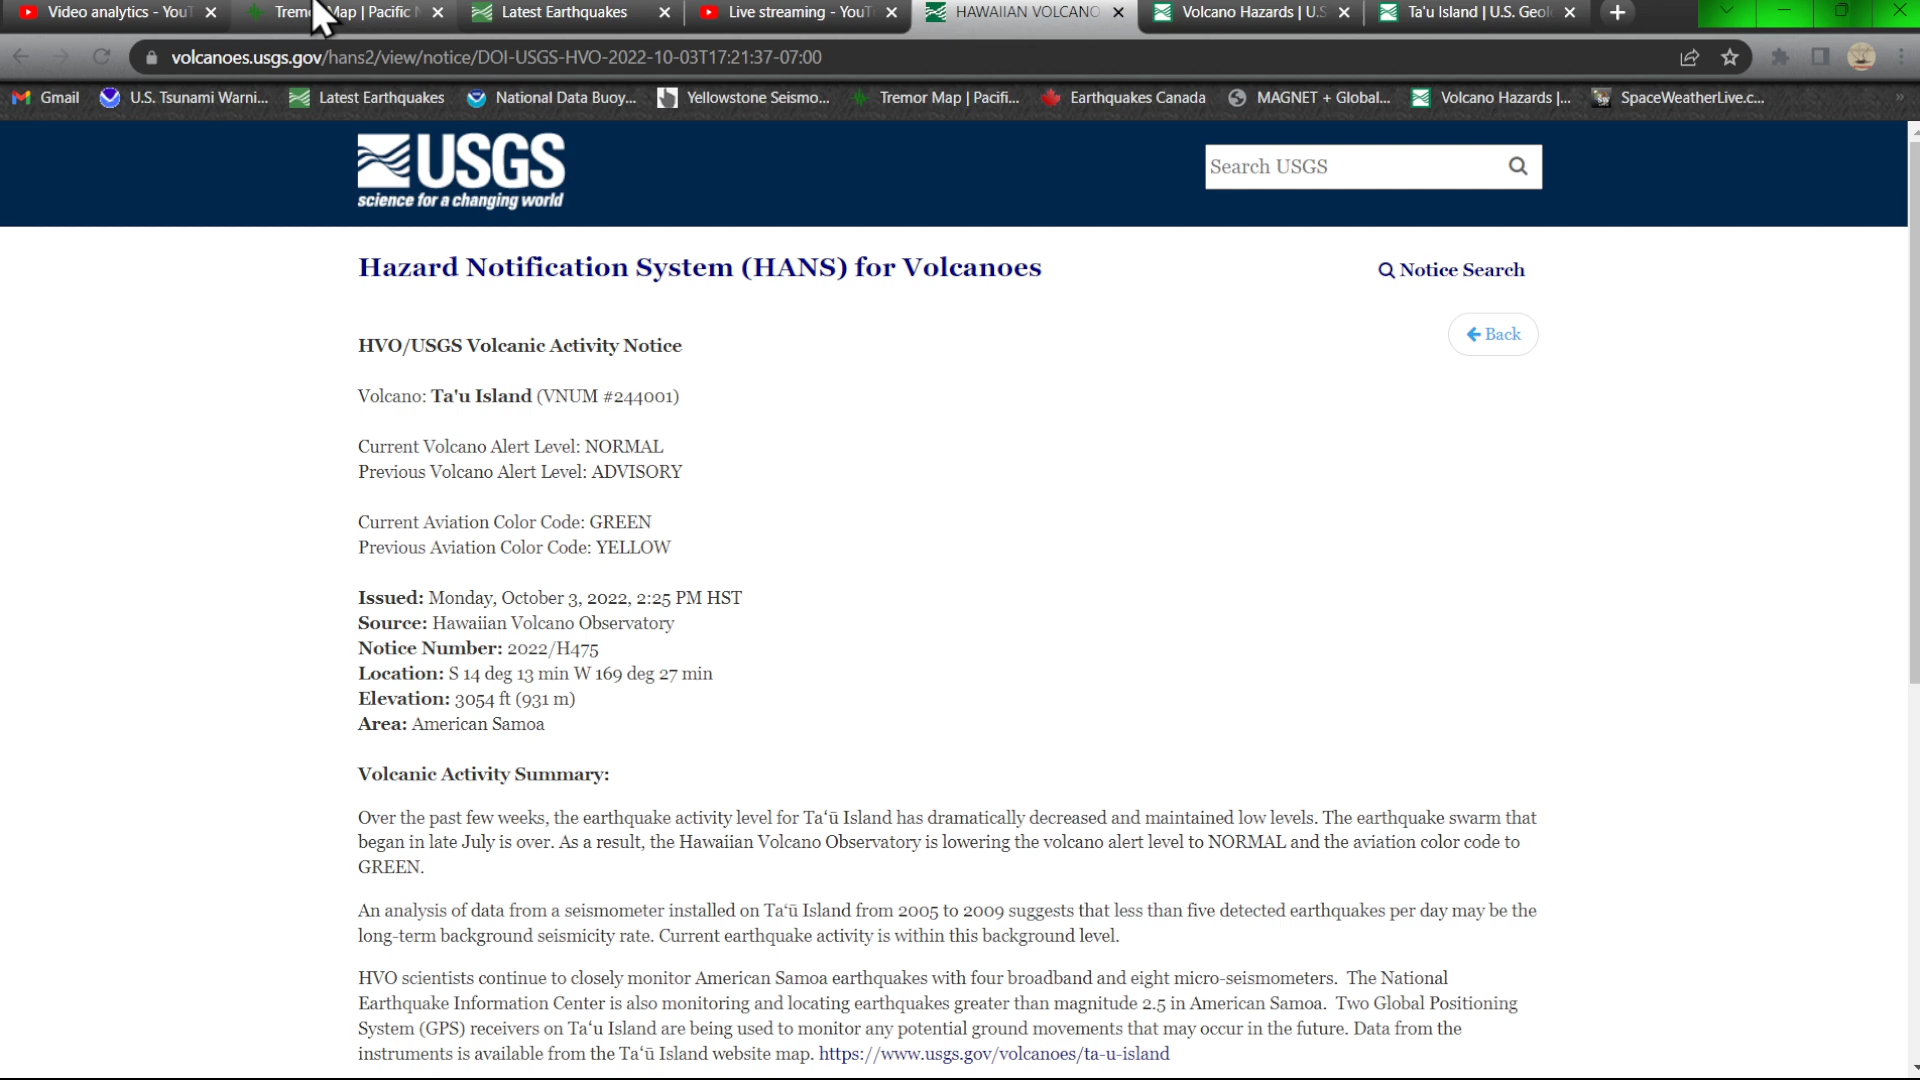 Video analytics - YouT
Trem Map | Pacific N
Latest Earthquakes
Live streaming - YouT
HAWAIIAN VOLCANO
Volcano Hazards | U.S
Ta'u Island | U.S. Geol
volcanoes.usgs.gov/hans2/view/notice/DOI-USGS-HVO-2022-10-03T17:21:37-07:00
Gmail
U.S. Tsunami Warni...
Latest Earthquakes
National Data Buoy...
Yellowstone Seismo...
Tremor Map | Pacifi...
Earthquakes Canada
MAGNET + Global...
Volcano Hazards |...
SpaceWeatherLive.c...
USGS
science for a changing world
Search USGS
Hazard Notification System (HANS) for Volcanoes
Notice Search
Back
HVO/USGS Volcanic Activity Notice
Volcano: Ta'u Island (VNUM #244001)
Current Volcano Alert Level: NORMAL
Previous Volcano Alert Level: ADVISORY
Current Aviation Color Code: GREEN
Previous Aviation Color Code: YELLOW
Issued: Monday, October 3, 2022, 2:25 PM HST
Source: Hawaiian Volcano Observatory
Notice Number: 2022/H475
Location: S 14 deg 13 min W 169 deg 27 min
Elevation: 3054 ft (931 m)
Area: American Samoa
Volcanic Activity Summary:
Over the past few weeks, the earthquake activity level for Taʻū Island has dramatically decreased and maintained low levels. The earthquake swarm that
began in late July is over. As a result, the Hawaiian Volcano Observatory is lowering the volcano alert level to NORMAL and the aviation color code to
GREEN.
An analysis of data from a seismometer installed on Taʻū Island from 2005 to 2009 suggests that less than five detected earthquakes per day may be the
long-term background seismicity rate. Current earthquake activity is within this background level.
HVO scientists continue to closely monitor American Samoa earthquakes with four broadband and eight micro-seismometers. The National
Earthquake Information Center is also monitoring and locating earthquakes greater than magnitude 2.5 in American Samoa. Two Global Positioning
System (GPS) receivers on Taʻu Island are being used to monitor any potential ground movements that may occur in the future. Data from the
instruments is available from the Taʻū Island website map. https://www.usgs.gov/volcanoes/ta-u-island